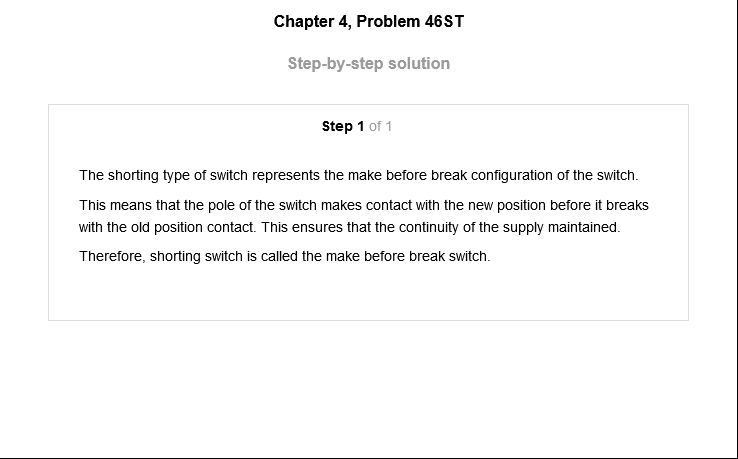 Chapter 4, Problem 46ST
Step-by-step solution
Step 1 of 1
The shorting type of switch represents the make before break configuration of the switch.
This means that the pole of the switch makes contact with the new position before it breaks
with the old position contact. This ensures that the continuity of the supply maintained.
Therefore, shorting switch is called the make before break switch.